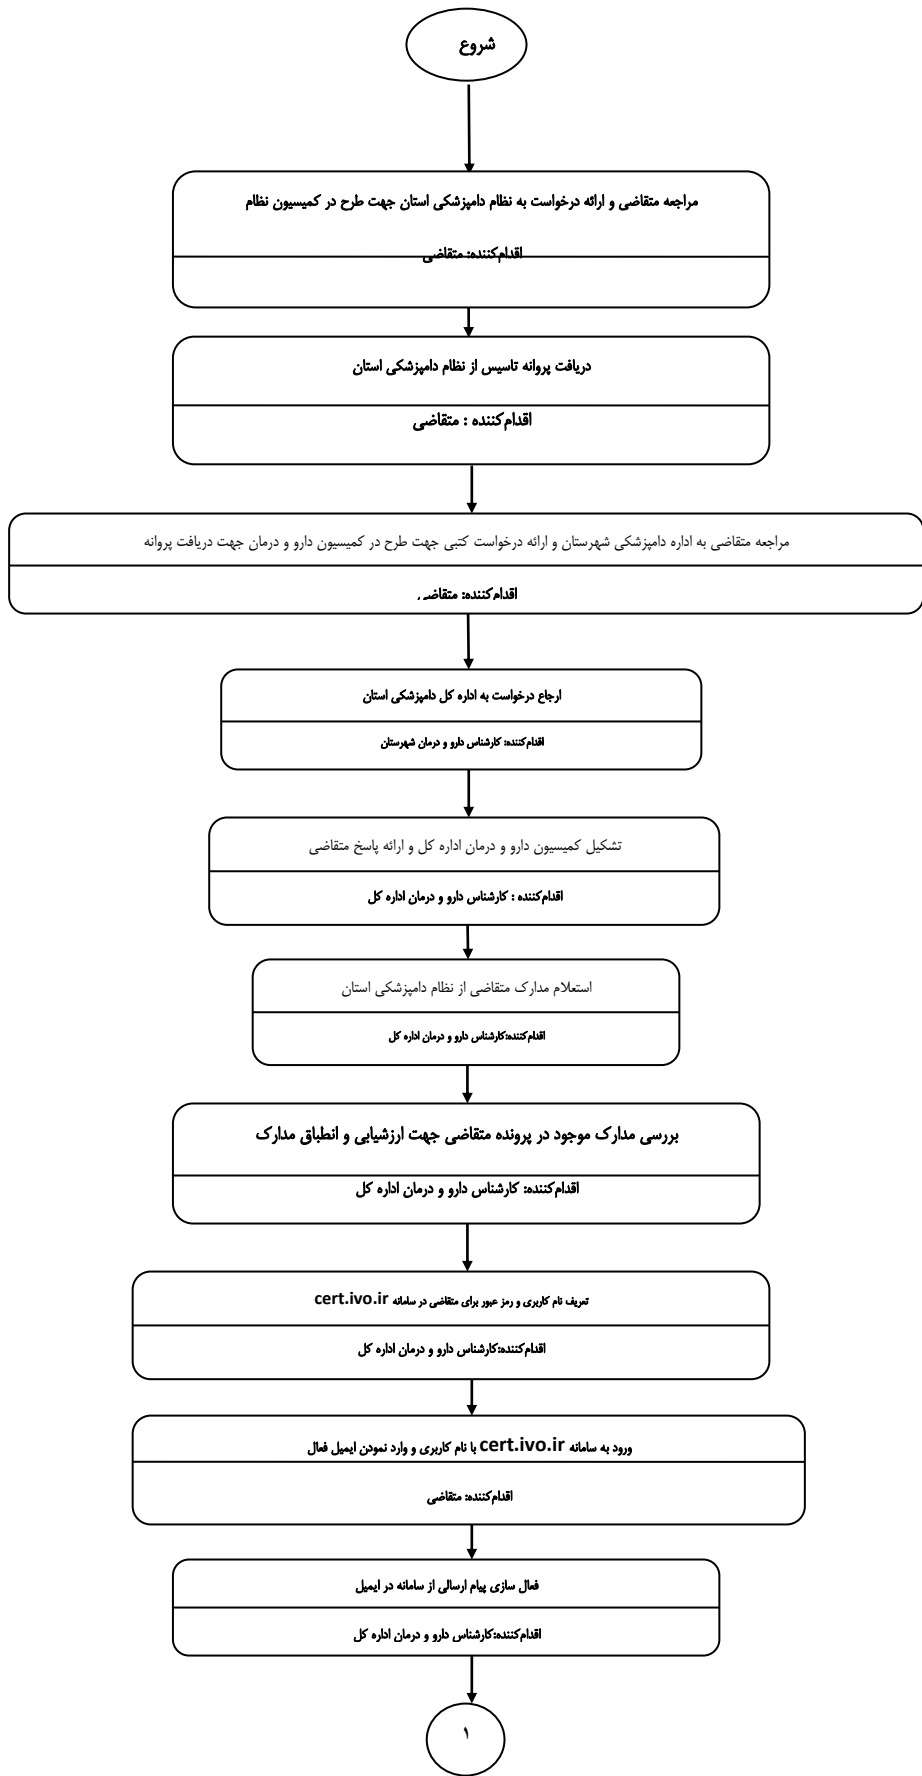 شروع
مراجعه متقاضی و ارائه درخواست به نظام دامپزشکی استان جهت طرح در کمیسیون نظام
اقدام‌کننده: متقاضی
دریافت پروانه تاسیس از نظام دامپزشکی استان
اقدام‌کننده : متقاضی
مراجعه متقاضی به اداره دامپزشکی شهرستان و ارائه درخواست کتبی جهت طرح در کمیسیون دارو و درمان جهت دریافت پروانه
اقدام‌کننده: متقاضی
ارجاع درخواست به اداره کل دامپزشکی استان
اقدام‌کننده: کارشناس دارو و درمان شهرستان
تشکیل کمیسیون دارو و درمان اداره کل و ارائه پاسخ متقاضی
اقدام‌کننده : کارشناس دارو و درمان اداره کل
استعلام مدارک متقاضی از نظام دامپزشکی استان
اقدام‌کننده:کارشناس دارو و درمان اداره کل
بررسی مدارک موجود در پرونده متقاضی جهت ارزشیابی و انطباق مدارک
اقدام‌کننده: کارشناس دارو و درمان اداره کل
تعریف نام کاربری و رمز عبور برای متقاضی در سامانه cert.ivo.ir
اقدام‌کننده:کارشناس دارو و درمان اداره کل
ورود به سامانه cert.ivo.ir با نام کاربری و وارد نمودن ایمیل فعال
اقدام‌کننده: متقاضی
فعال سازی پیام ارسالی از سامانه در ایمیل
اقدام‌کننده:کارشناس دارو و درمان اداره کل
۱